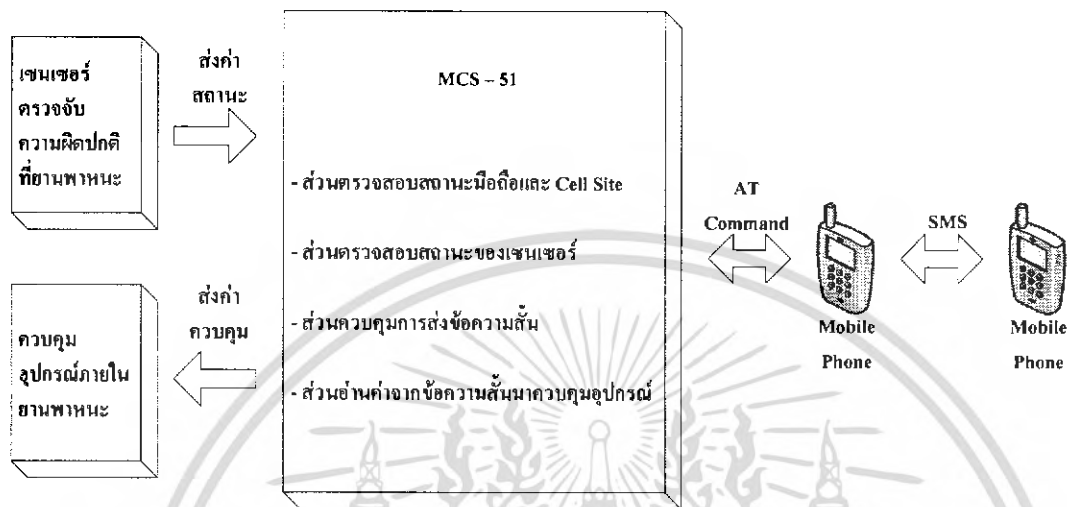 เซนเซอร์
ตรวจจับ
ความผิดปกติ
ที่ยานพาหนะ
ส่งค่า
สถานะ
MCS – 51
- ส่วนตรวจสอบสถานะมือถือและ Cell Site
- ส่วนตรวจสอบสถานะของเซนเซอร์
- ส่วนควบคุมการส่งข้อความสั้น
- ส่วนอ่านค่าจากข้อความสั้นมาควบคุมอุปกรณ์
ส่งค่า
ควบคุม
ควบคุม
อุปกรณ์ภายใน
ยานพาหนะ
AT
Command
Mobile
Phone
SMS
Mobile
Phone